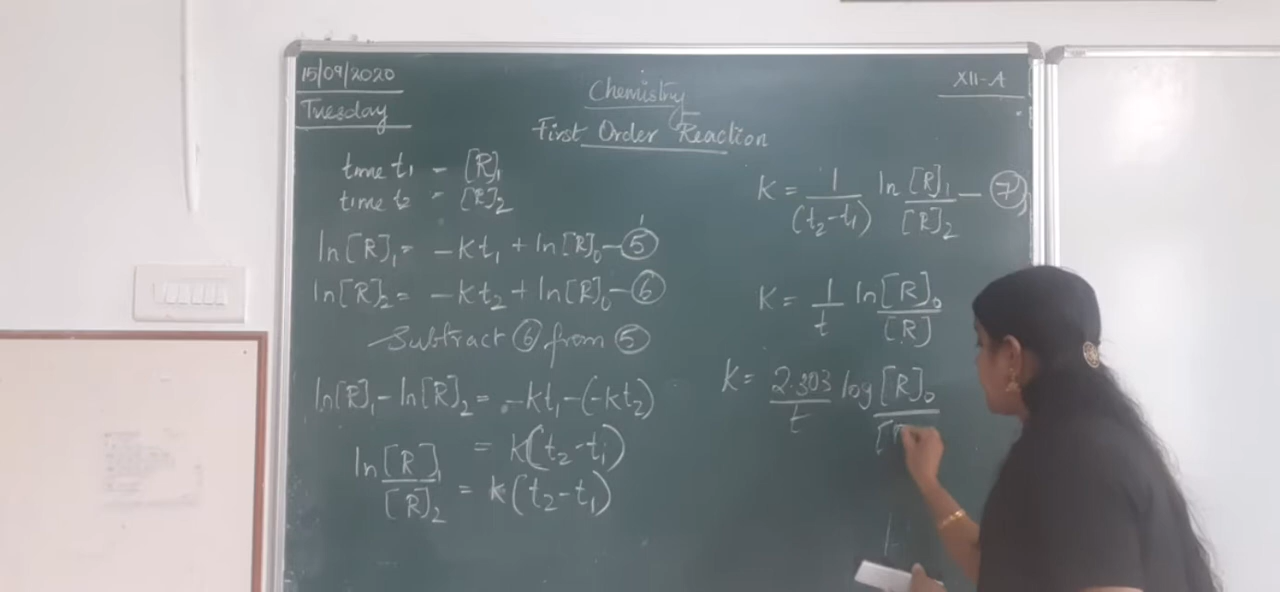 15/09/2020
Tuesday
Chemistry
XII-A
First Order Reaction
time t₁ - [R]₁
time t₂ - [R]₂
ln[R]₁ = -kt₁ + ln[R]₀ - ⑤
ln[R]₂ = -kt₂ + ln[R]₀ - ⑥
Subtract ⑥ from ⑤
ln[R]₁ - ln[R]₂ = -kt₁ - (-kt₂)
= k(t₂-t₁)
ln [R]₁/[R]₂ = k(t₂-t₁)
K = 1/(t₂-t₁) ln [R]₁/[R]₂ - ⑦
K = 1/t ln [R]₀/[R]
K = 2.303/t log [R]₀/[R